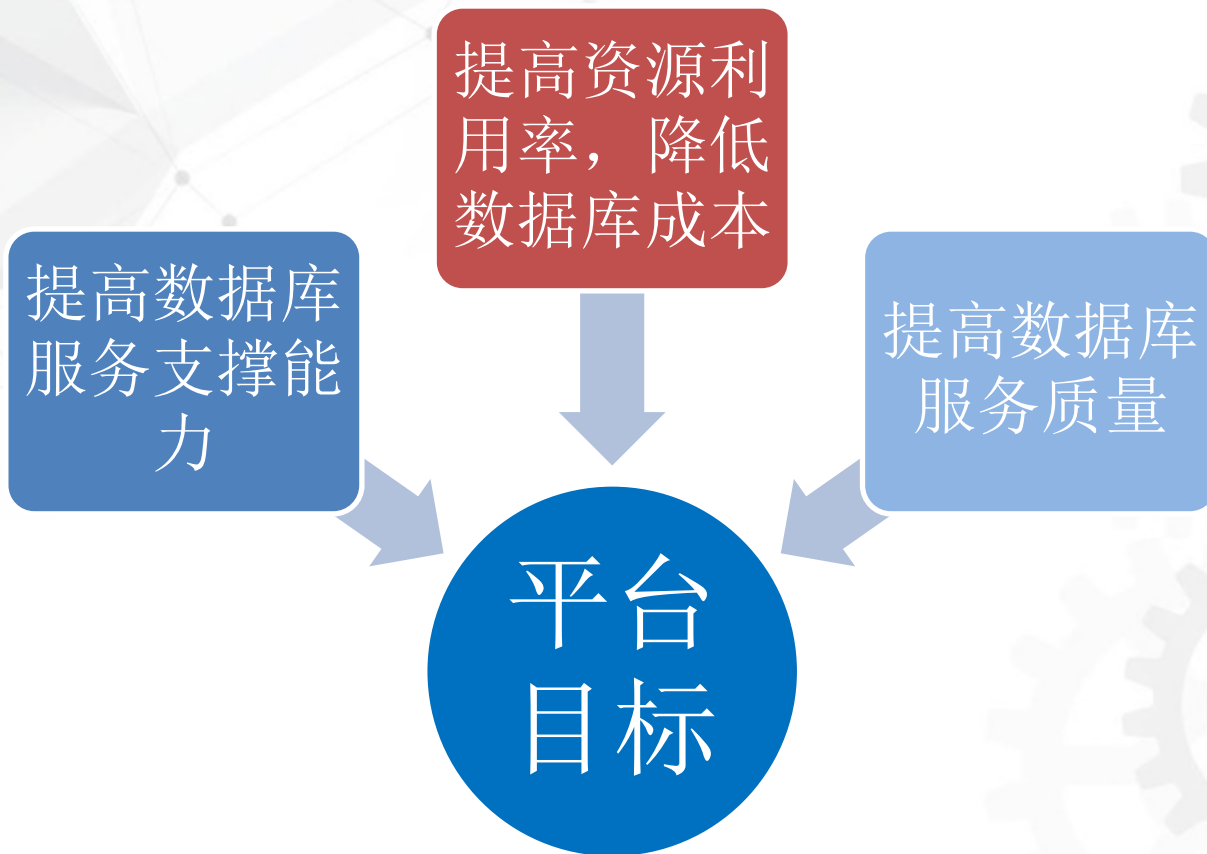 提高资源利
用率，降低
数据库成本
提高数据库
服务支撑能
力
提高数据库
服务质量
平台
目标